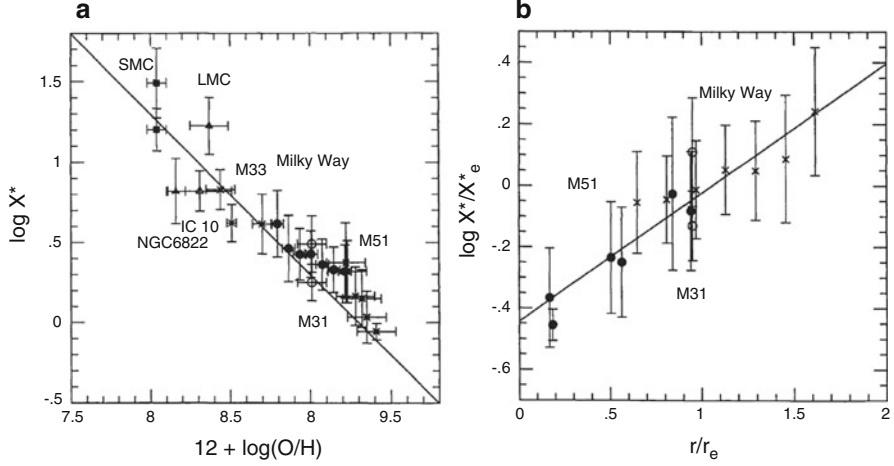 a
log X*
1.5
1
.5
0
-.5
SMC
LMC
M33
Milky Way
IC 10
NGC6822
M51
M31
7.5
8
8.5
8
9.5
12 + log(O/H)
b
log X*/X*e
.4
.2
0
-.2
-.4
-.6
Milky Way
M51
M31
0
.5
1
1.5
2
r/re